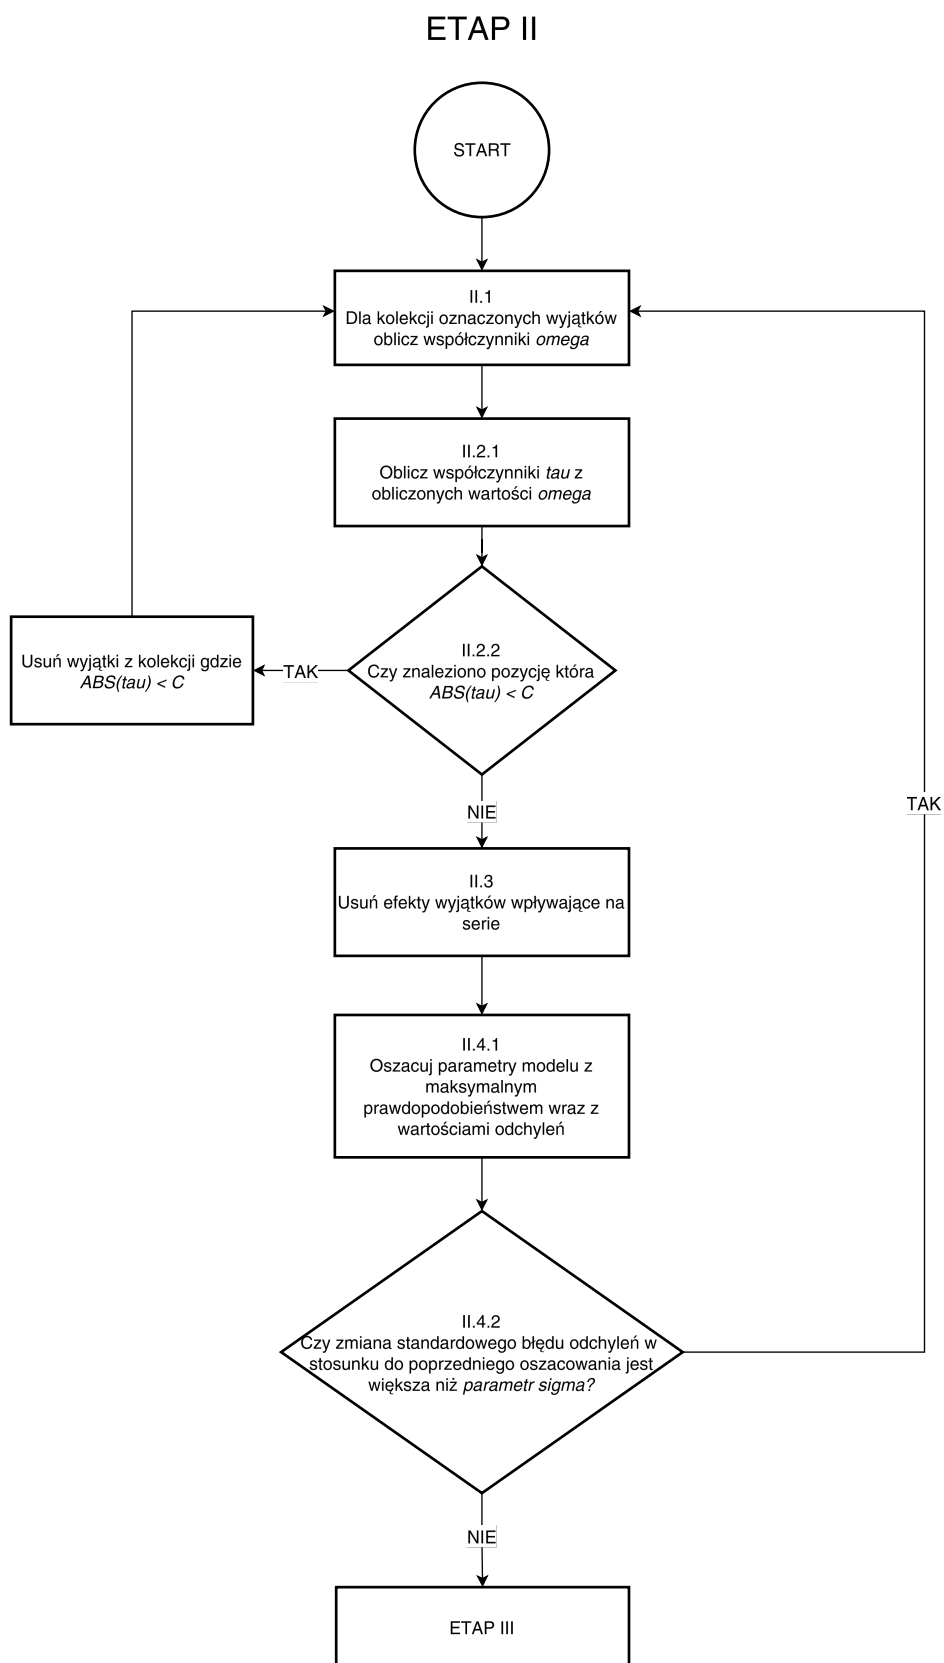 ETAP II
START
II.1
Dla kolekcji oznaczonych wyjątków
oblicz współczynniki omega
II.2.1
Oblicz współczynniki tau z
obliczonych wartości omega
II.2.2
Czy znaleziono pozycję która
ABS(tau) < C
TAK
Usuń wyjątki z kolekcji gdzie
ABS(tau) < C
NIE
TAK
II.3
Usuń efekty wyjątków wpływające na
serie
II.4.1
Oszacuj parametry modelu z
maksymalnym
prawdopodobieństwem wraz z
wartościami odchyleń
II.4.2
Czy zmiana standardowego błędu odchyleń w
stosunku do poprzedniego oszacowania jest
większa niż parametr sigma?
NIE
ETAP III